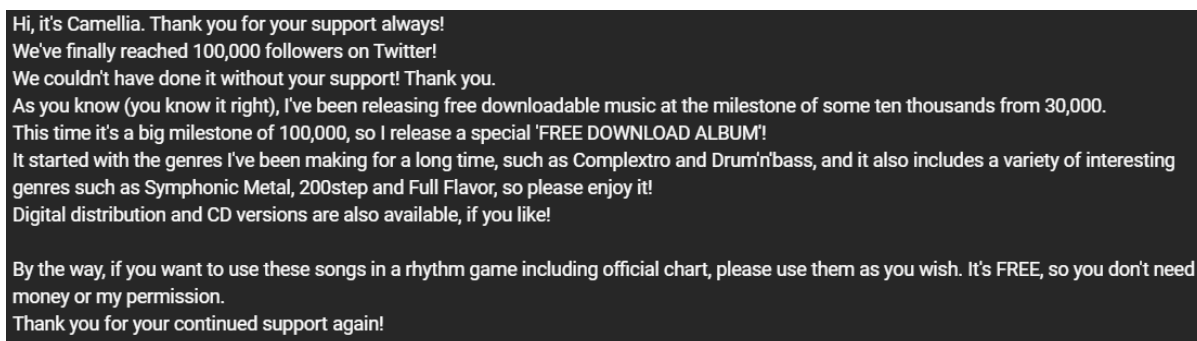 Hi, it's Camellia. Thank you for your support always!
We've finally reached 100,000 followers on Twitter!
We couldn't have done it without your support! Thank you.
As you know (you know it right), I've been releasing free downloadable music at the milestone of some ten thousands from 30,000.
This time it's a big milestone of 100,000, so I release a special 'FREE DOWNLOAD ALBUM'!
It started with the genres I've been making for a long time, such as Complextro and Drum'n'bass, and it also includes a variety of interesting
genres such as Symphonic Metal, 200step and Full Flavor, so please enjoy it!
Digital distribution and CD versions are also available, if you like!
By the way, if you want to use these songs in a rhythm game including official chart, please use them as you wish. It's FREE, so you don't need
money or my permission.
Thank you for your continued support again!